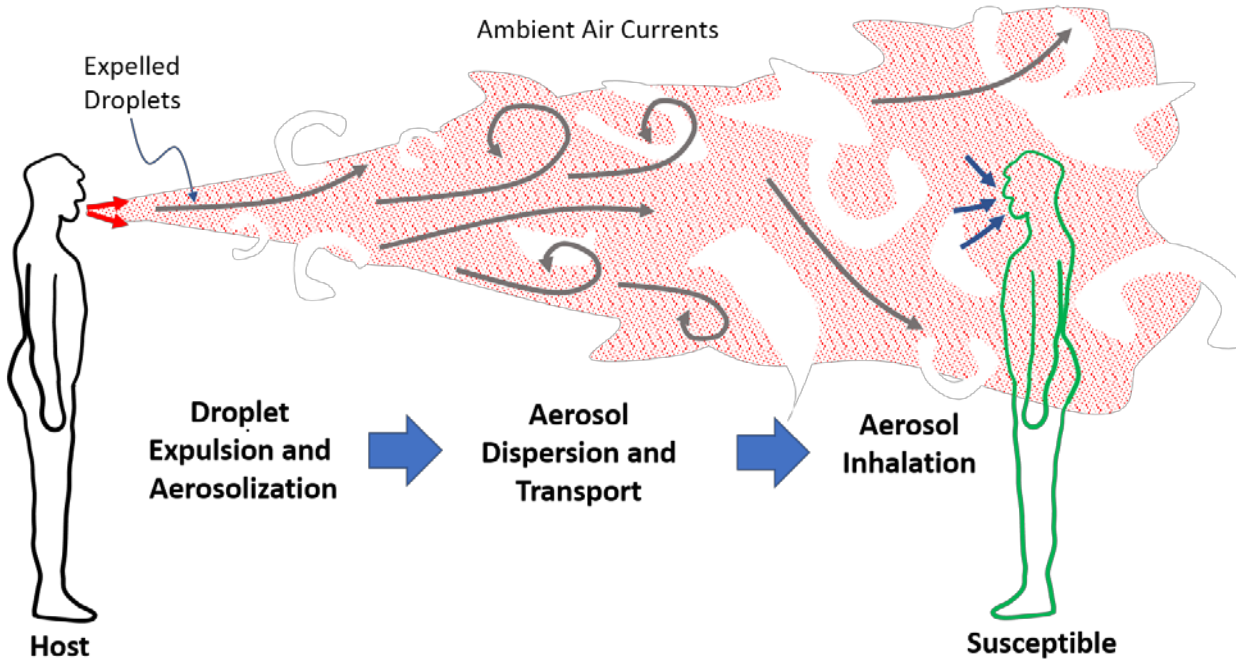 Ambient Air Currents
Expelled
Droplets
Droplet
Expulsion and
Aerosolization
Aerosol
Dispersion and
Transport
Aerosol
Inhalation
Host
Susceptible